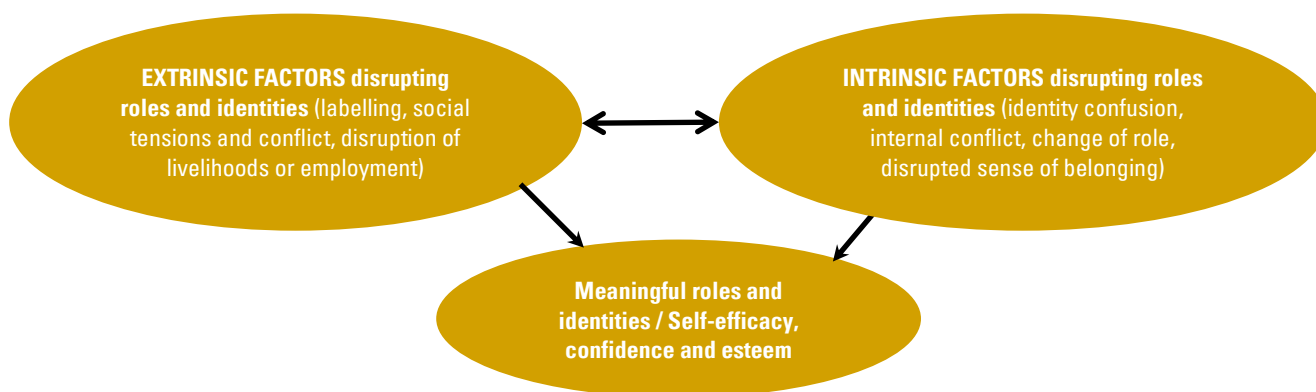 EXTRINSIC FACTORS disrupting
roles and identities (labelling, social
tensions and conflict, disruption of
livelihoods or employment)
INTRINSIC FACTORS disrupting roles
and identities (identity confusion,
internal conflict, change of role,
disrupted sense of belonging)
Meaningful roles and
identities / Self-efficacy,
confidence and esteem